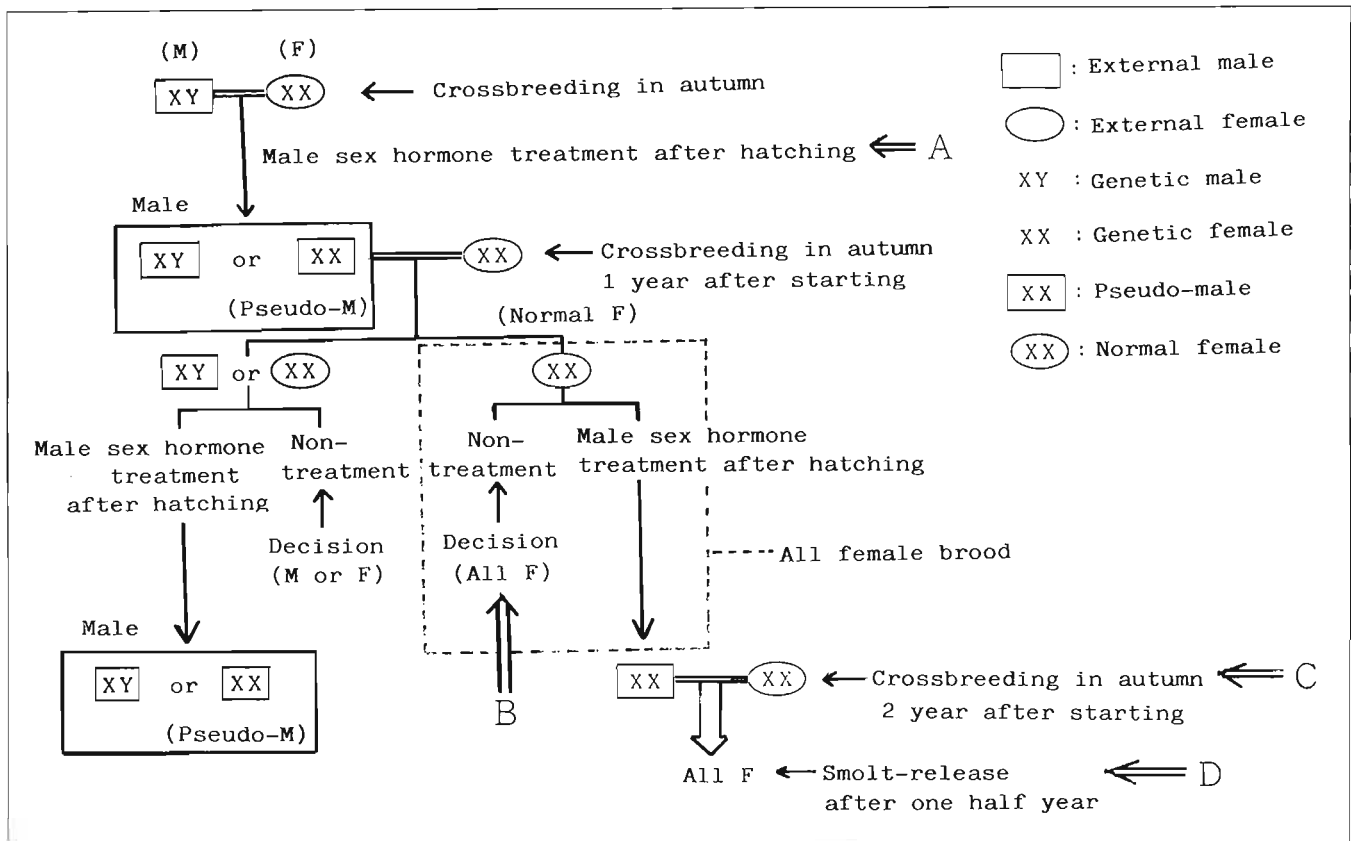 (M) (F)
XY XX ← Crossbreeding in autumn
Male sex hormone treatment after hatching ⇐ A
Male
XY or XX
(Pseudo-M)
XX ← Crossbreeding in autumn
1 year after starting
(Normal F)
XY or XX
XX
Male sex hormone
treatment
after hatching
Non-
treatment
Decision
(M or F)
Non-
treatment
Decision
(All F)
B
Male sex hormone
treatment after hatching
All female brood
Male
XY or XX
(Pseudo-M)
XX XX ← Crossbreeding in autumn ⇐ C
2 year after starting
All F ← Smolt-release ⇐ D
after one half year
: External male
: External female
XY : Genetic male
XX : Genetic female
XX : Pseudo-male
XX : Normal female